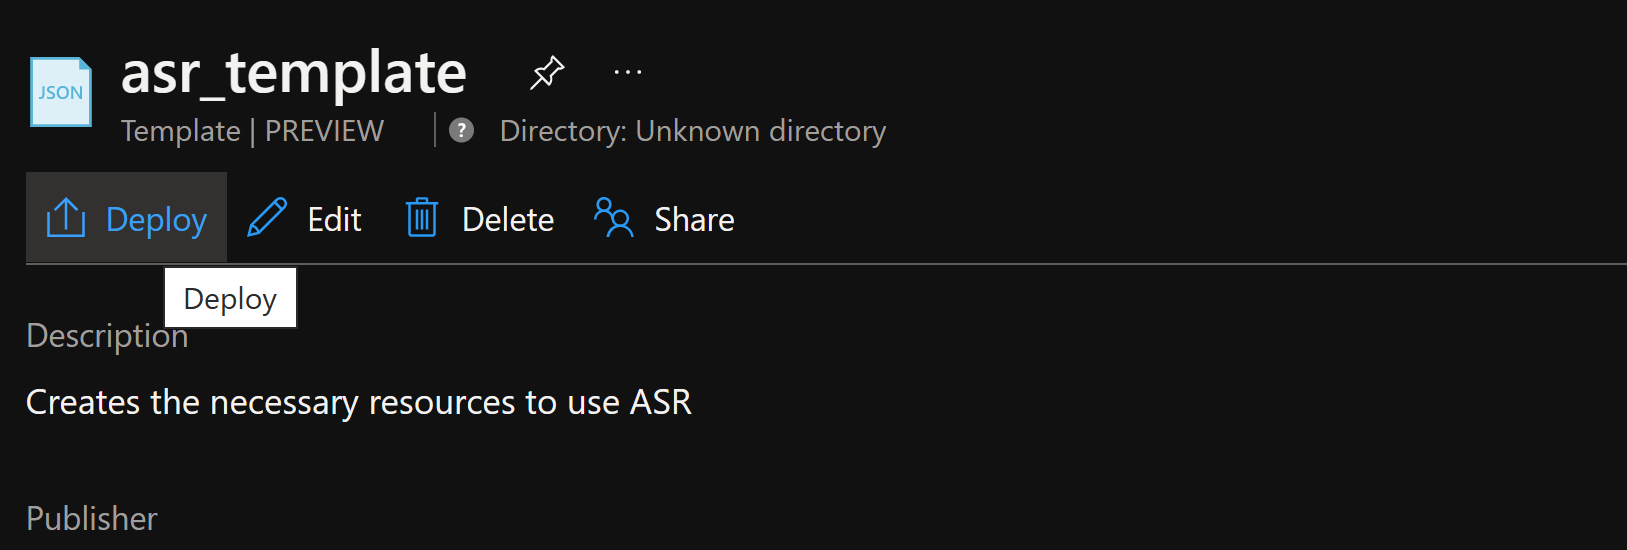 JSON
asr_template
Template | PREVIEW
? Directory: Unknown directory
Deploy Edit Delete Share
Deploy
Description
Creates the necessary resources to use ASR
Publisher